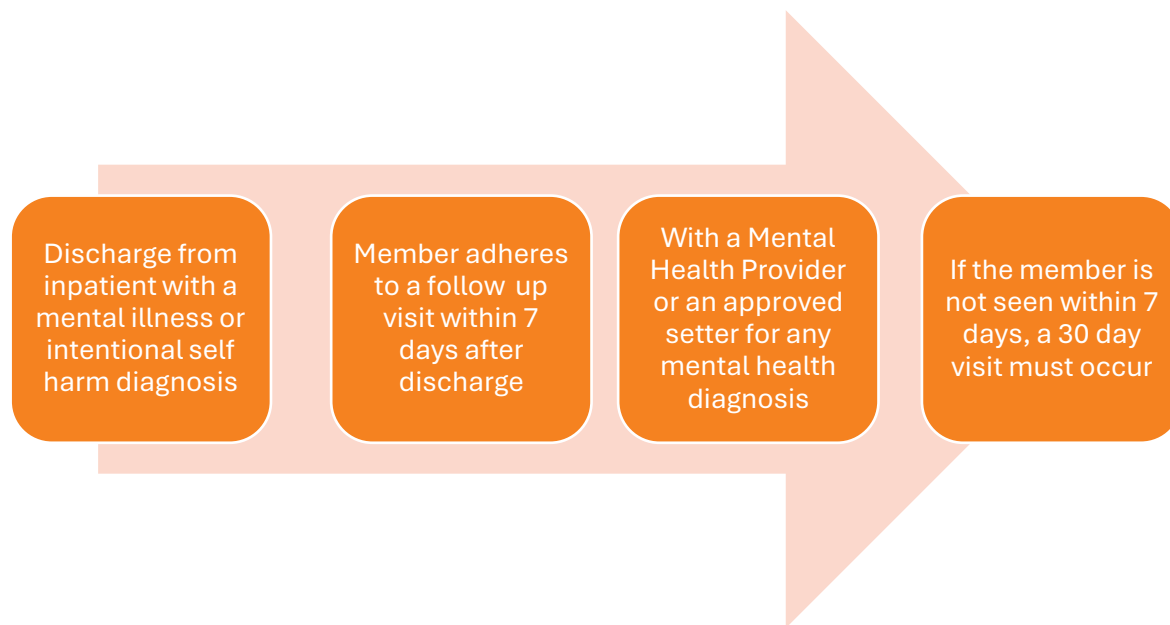 Discharge from
inpatient with a
mental illness or
intentional self
harm diagnosis
Member adheres
to a follow up
visit within 7
days after
discharge
With a Mental
Health Provider
or an approved
setter for any
mental health
diagnosis
If the member is
not seen within 7
days, a 30 day
visit must occur